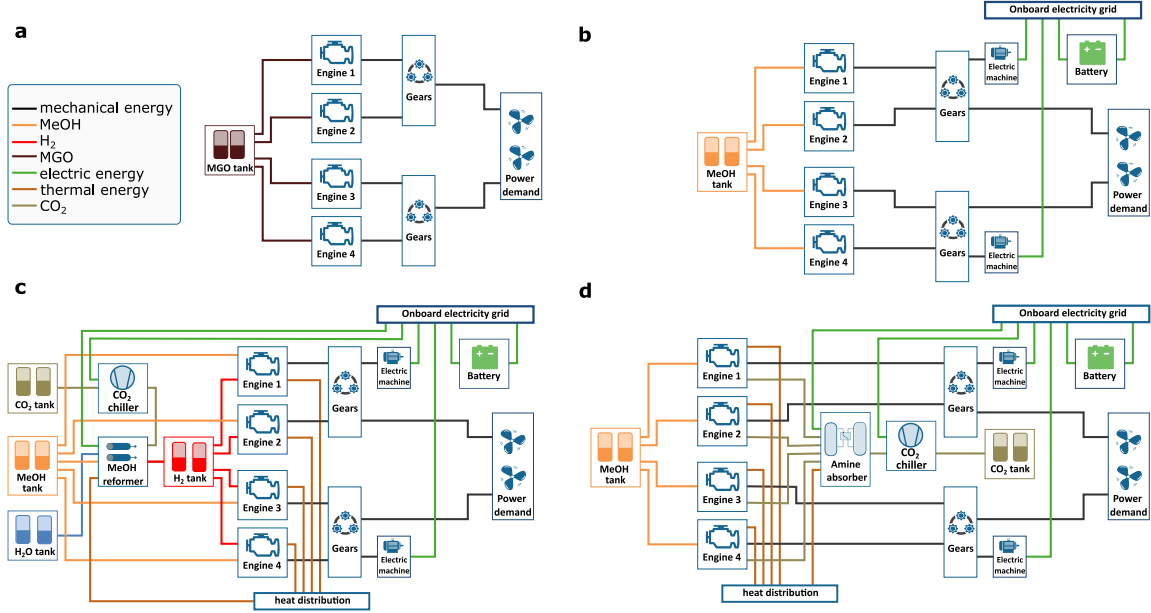 a
mechanical energy
MeOH
H₂
MGO
electric energy
thermal energy
CO₂
Engine 1
Engine 2
Engine 3
Engine 4
MGO tank
Gears
Gears
Power
demand
b
Onboard electricity grid
Engine 1
Engine 2
Engine 3
Engine 4
MeOH
tank
Gears
Gears
Electric
machine
Battery
Electric
machine
Power
demand
c
Onboard electricity grid
CO₂ tank
CO₂
chiller
MeOH
tank
MeOH
reformer
H₂ tank
H₂O tank
Engine 1
Engine 2
Engine 3
Engine 4
Gears
Gears
Electric
machine
Battery
Electric
machine
Power
demand
heat distribution
d
Onboard electricity grid
MeOH
tank
Engine 1
Engine 2
Engine 3
Engine 4
Amine
absorber
CO₂
chiller
CO₂ tank
Gears
Gears
Electric
machine
Battery
Electric
machine
Power
demand
heat distribution